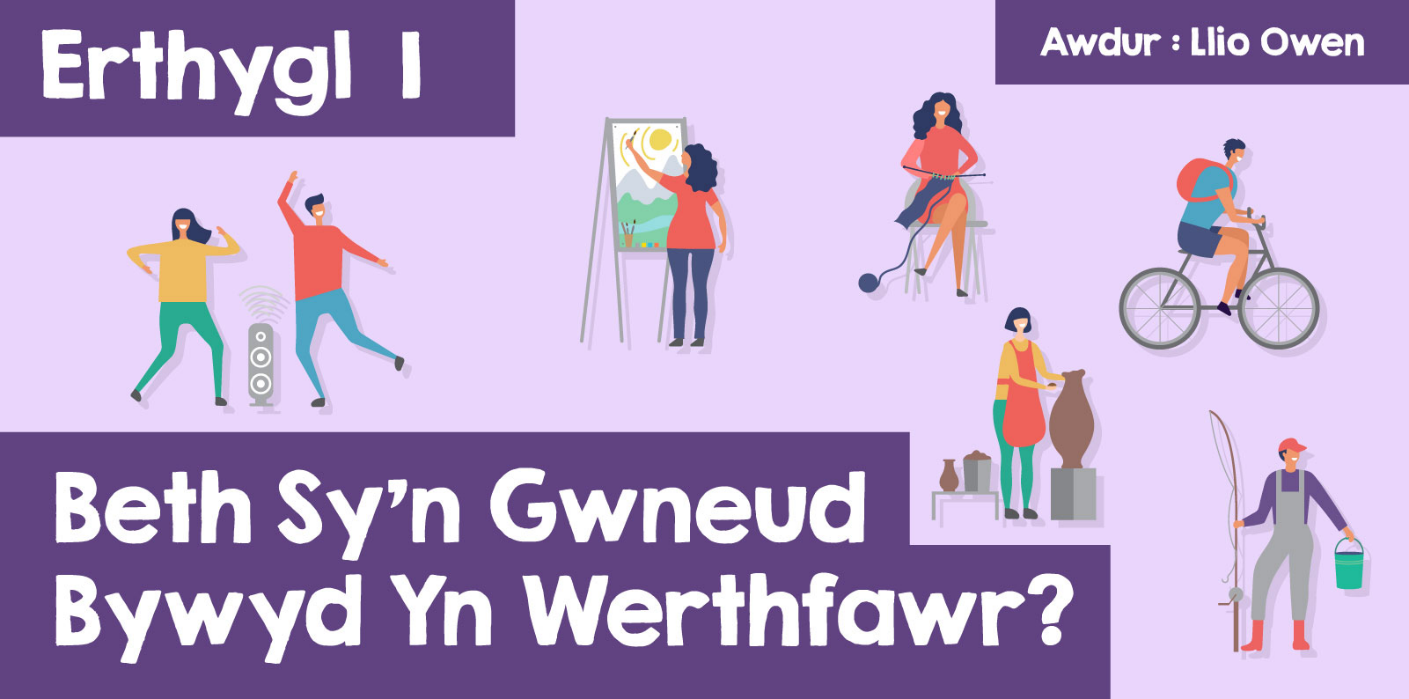 Erthygl 1
Awdur : Llio Owen
Beth Sy'n Gwneud
Bywyd Yn Werthfawr?